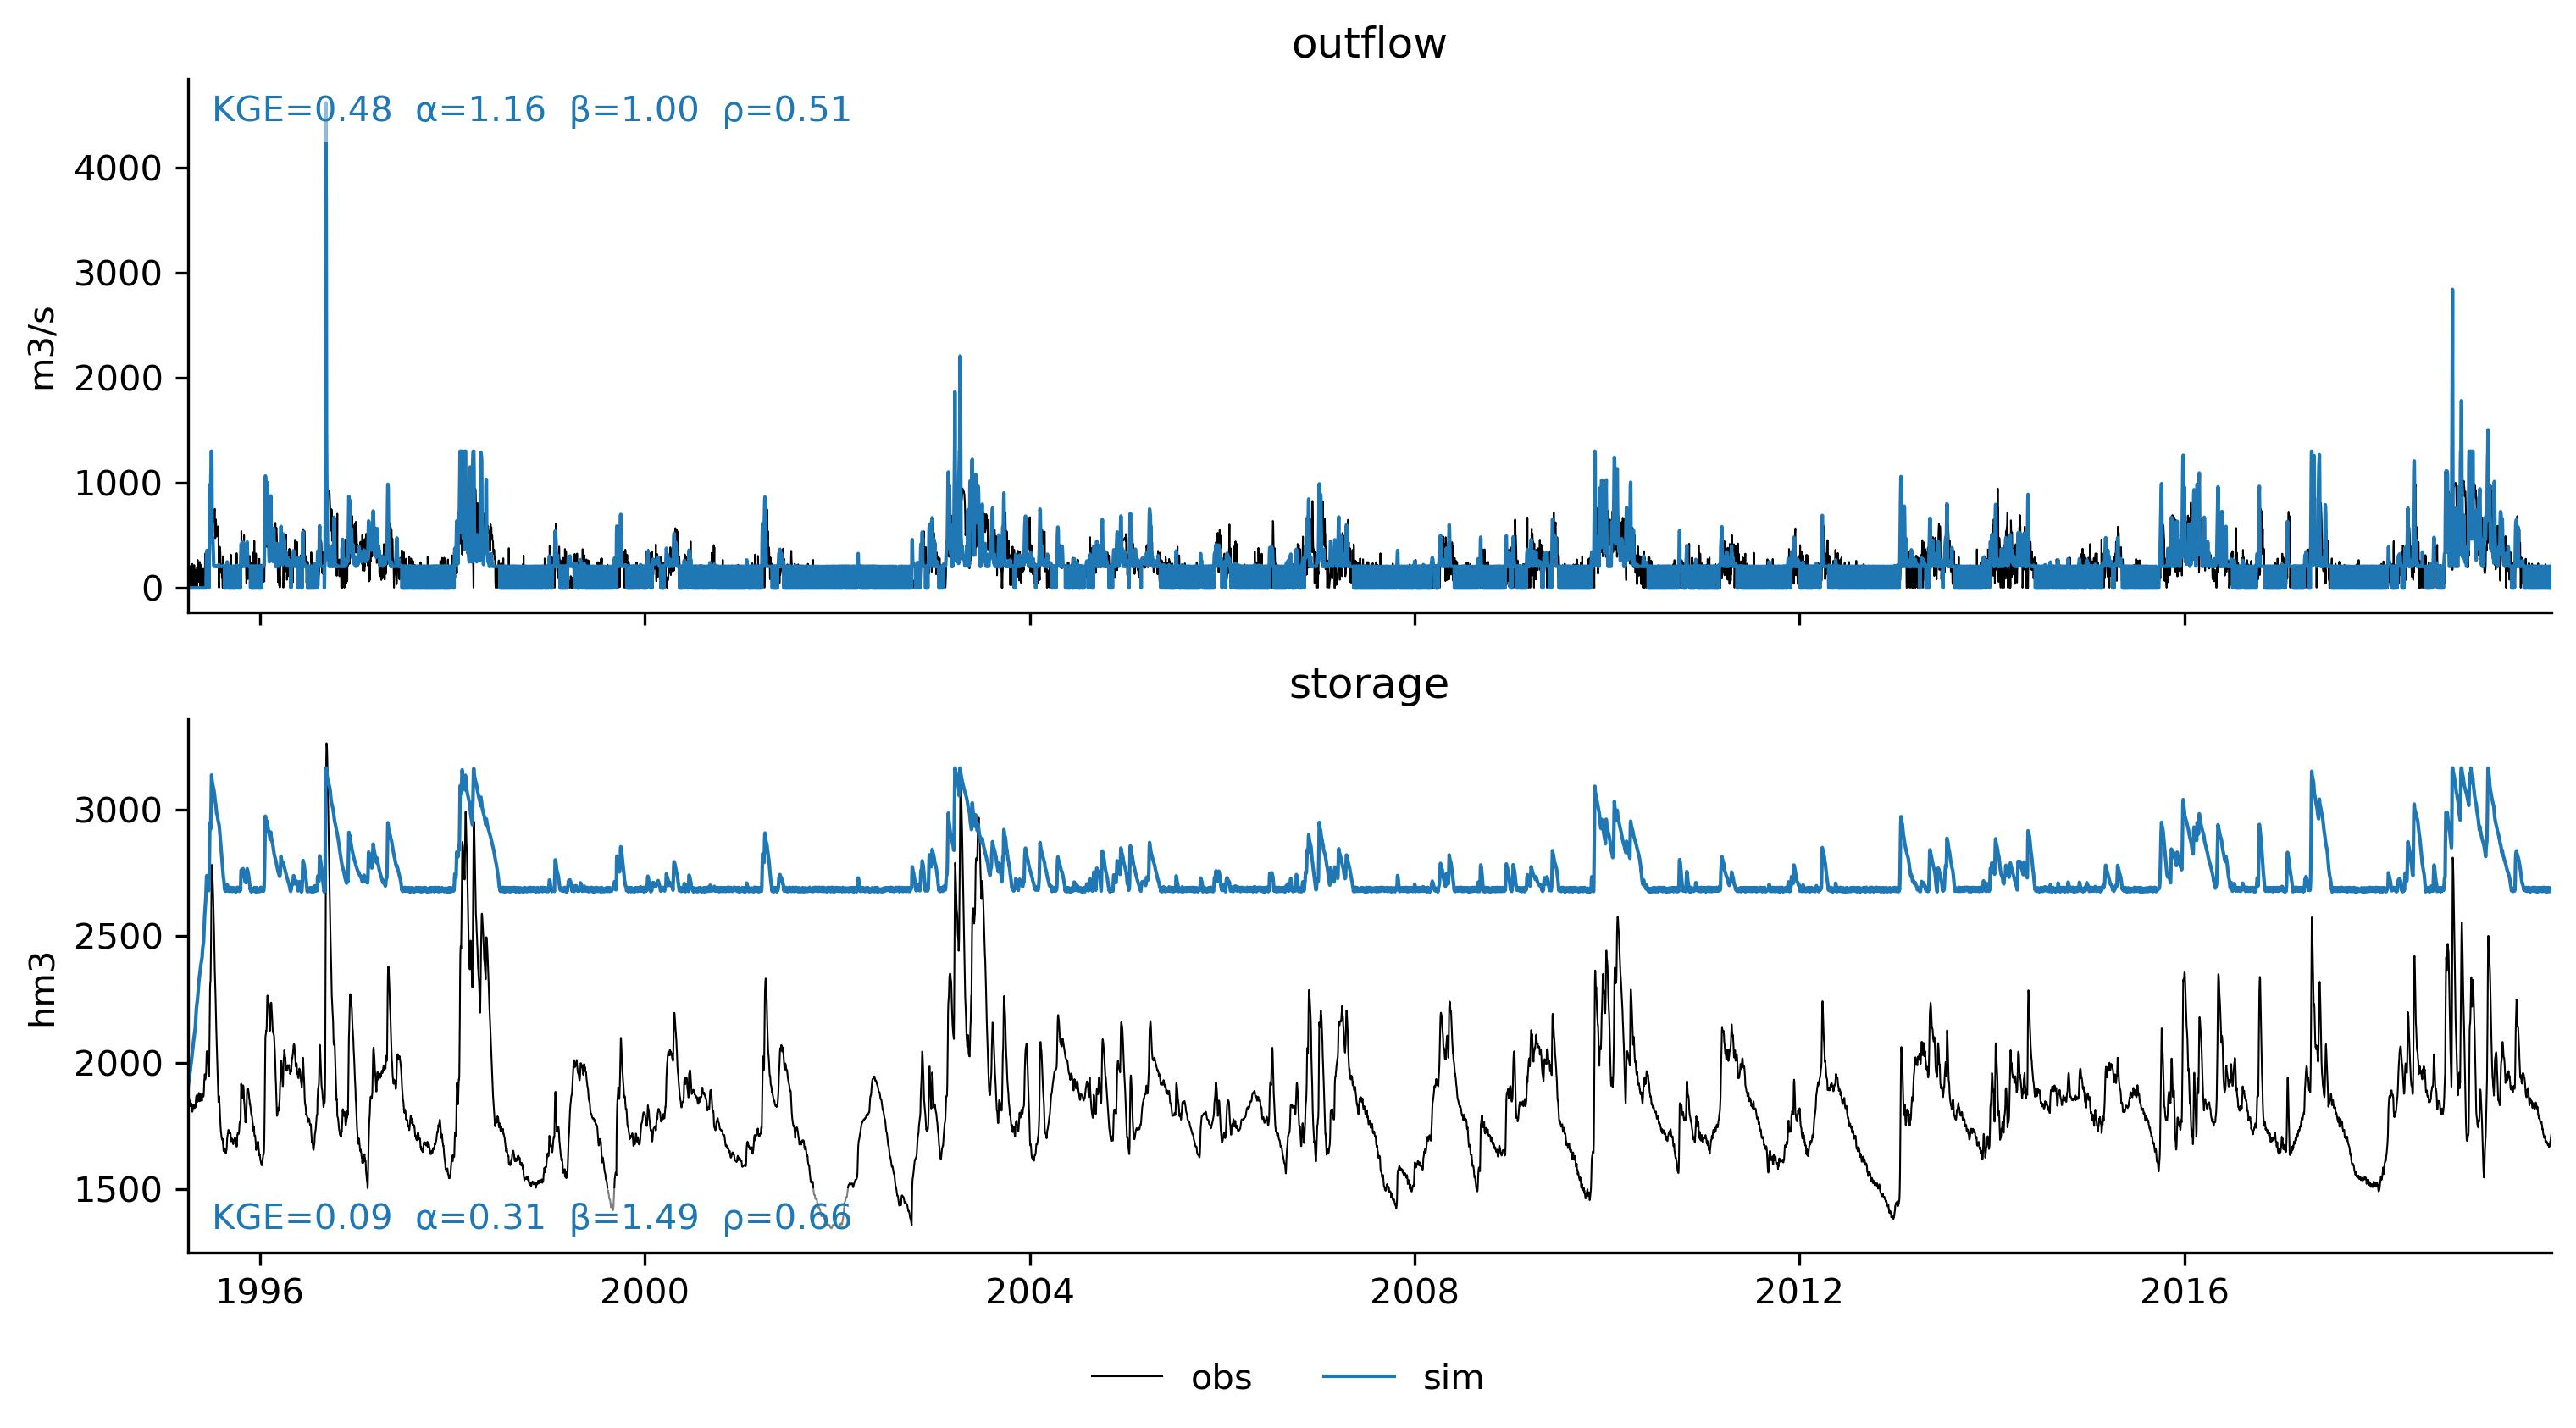 outflow
KGE=0.48 α=1.16 β=1.00 ρ=0.51
m3/s
4000
3000
2000
1000
0
storage
hm3
3000
2500
2000
1500
KGE=0.09 α=0.31 β=1.49 ρ=0.66
1996 2000 2004 2008 2012 2016
obs sim